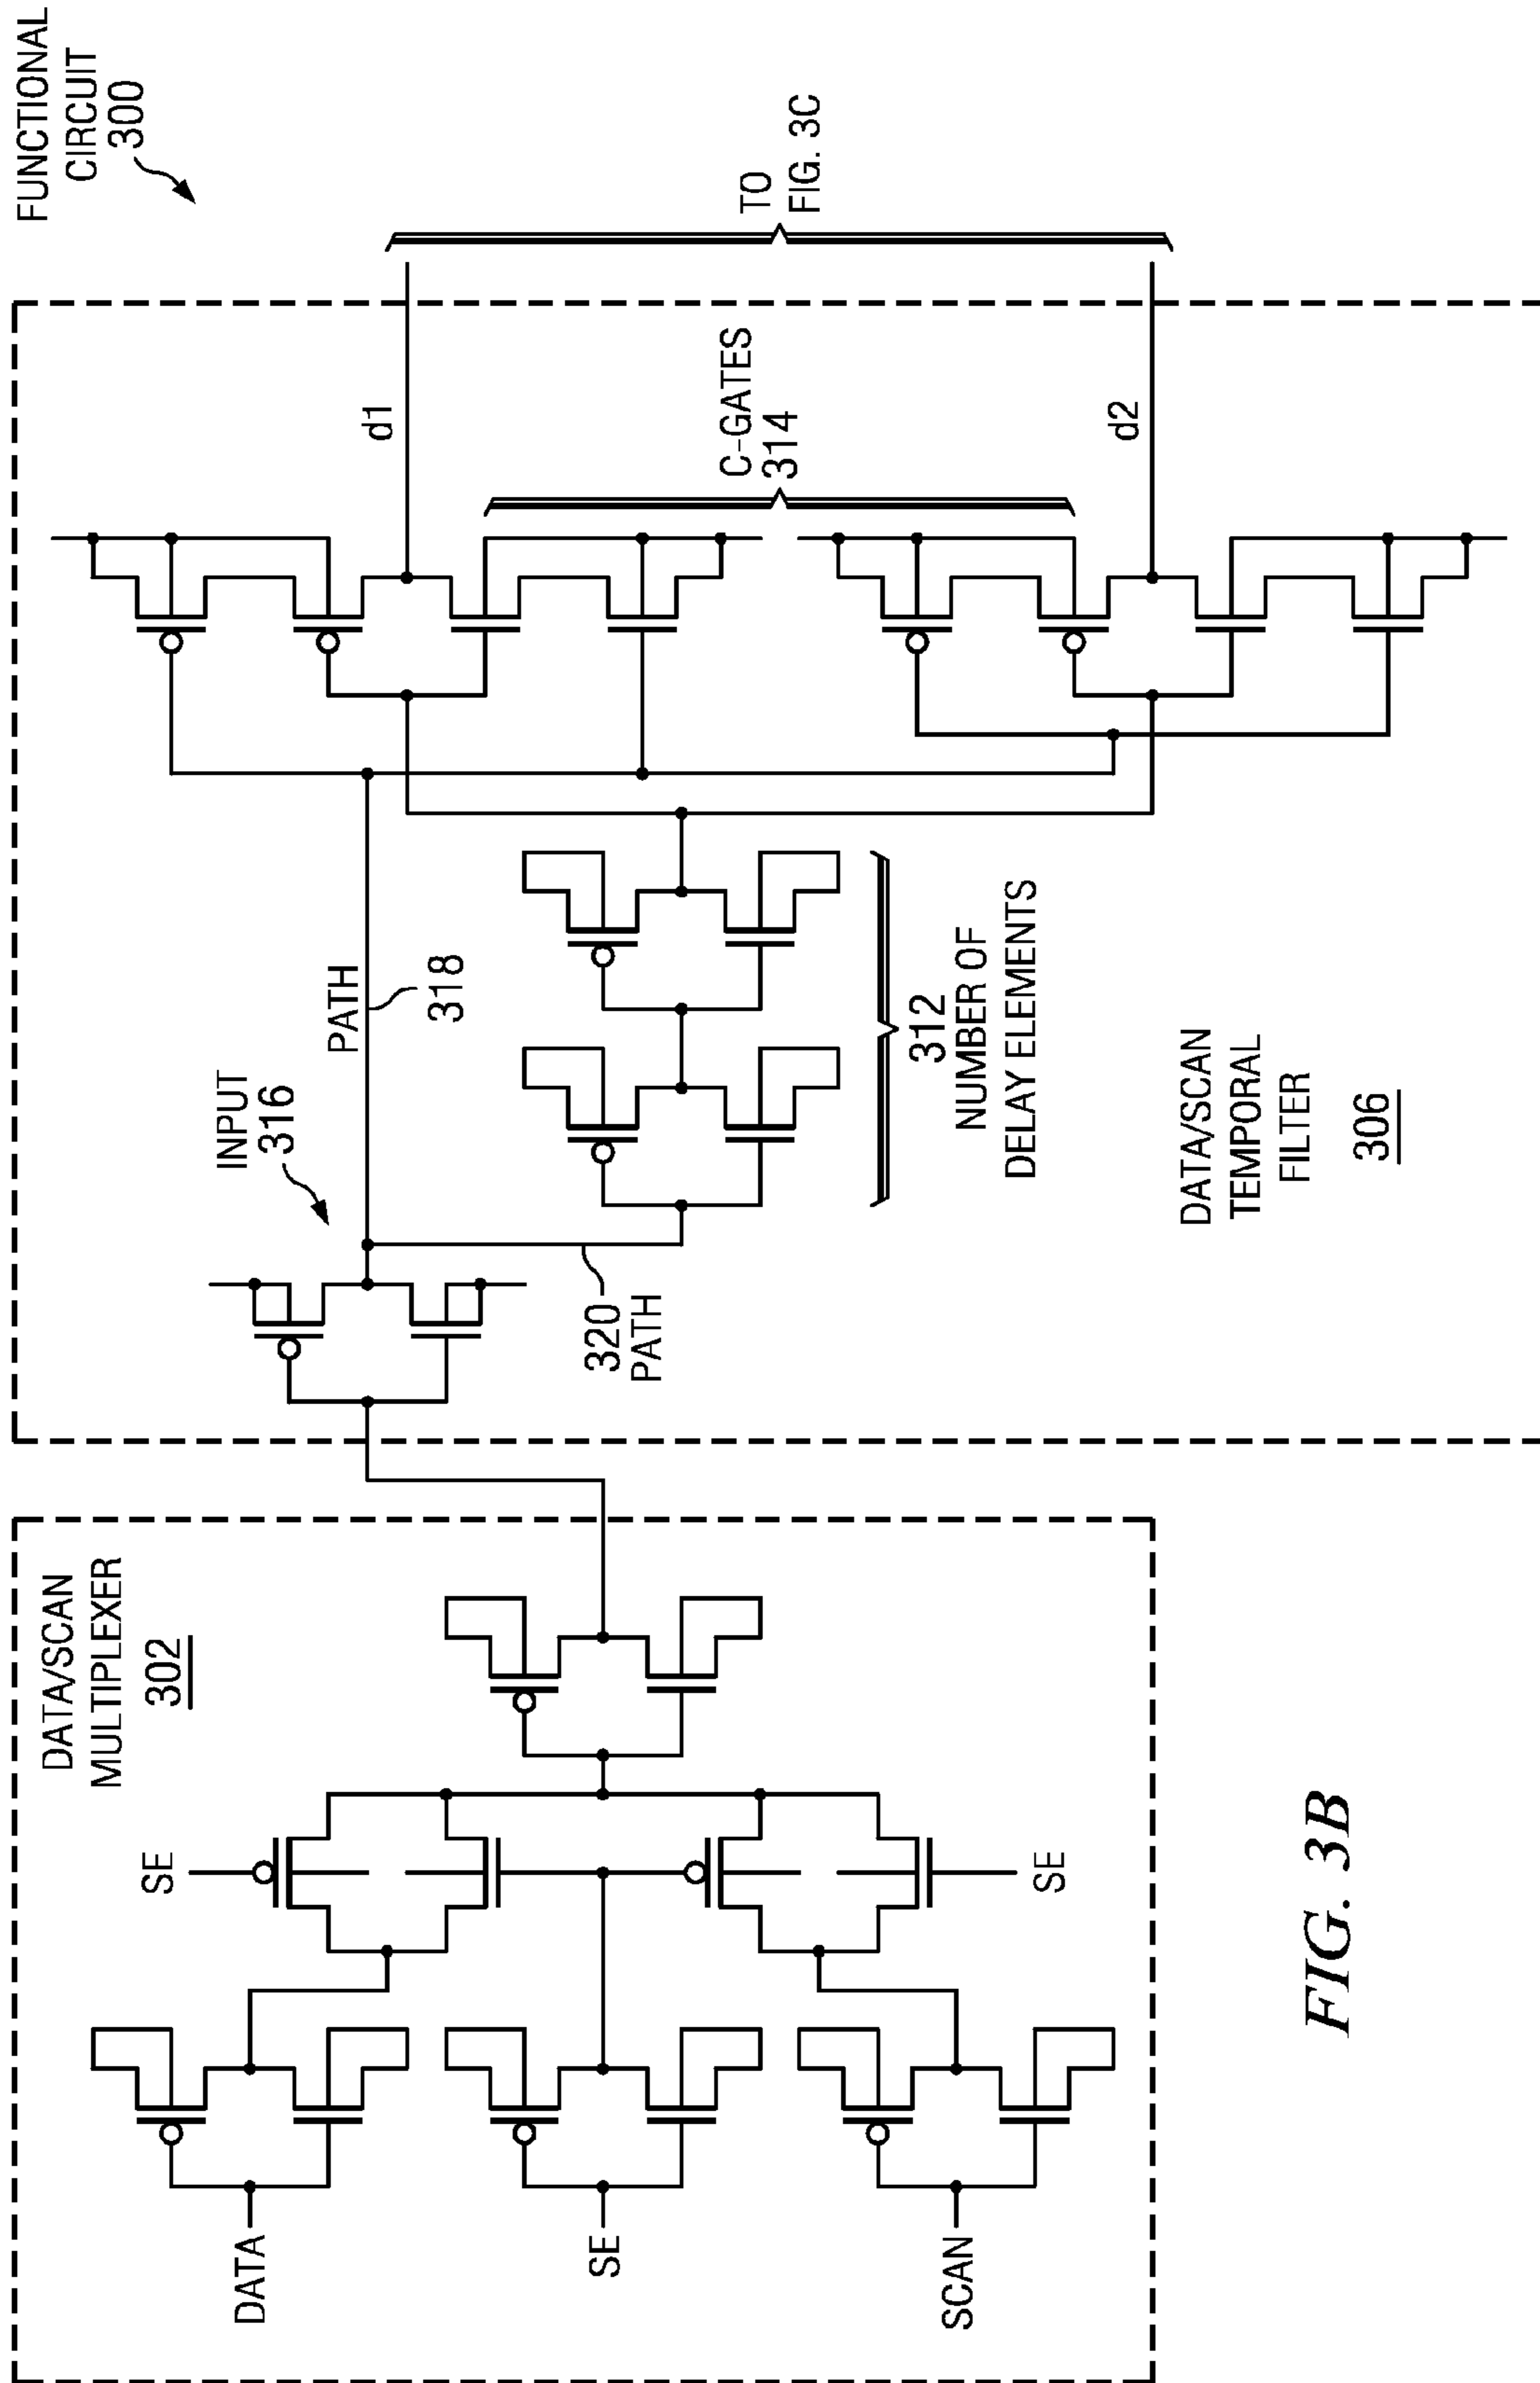 FUNCTIONAL
CIRCUIT
300
DATA/SCAN
MULTIPLEXER
302
DATA
SE
SCAN
SE
SE
INPUT
316
PATH
318
320
PATH
312
NUMBER OF
DELAY ELEMENTS
d1
C-GATES
314
d2
TO
FIG. 3C
DATA/SCAN
TEMPORAL
FILTER
306
FIG. 3B